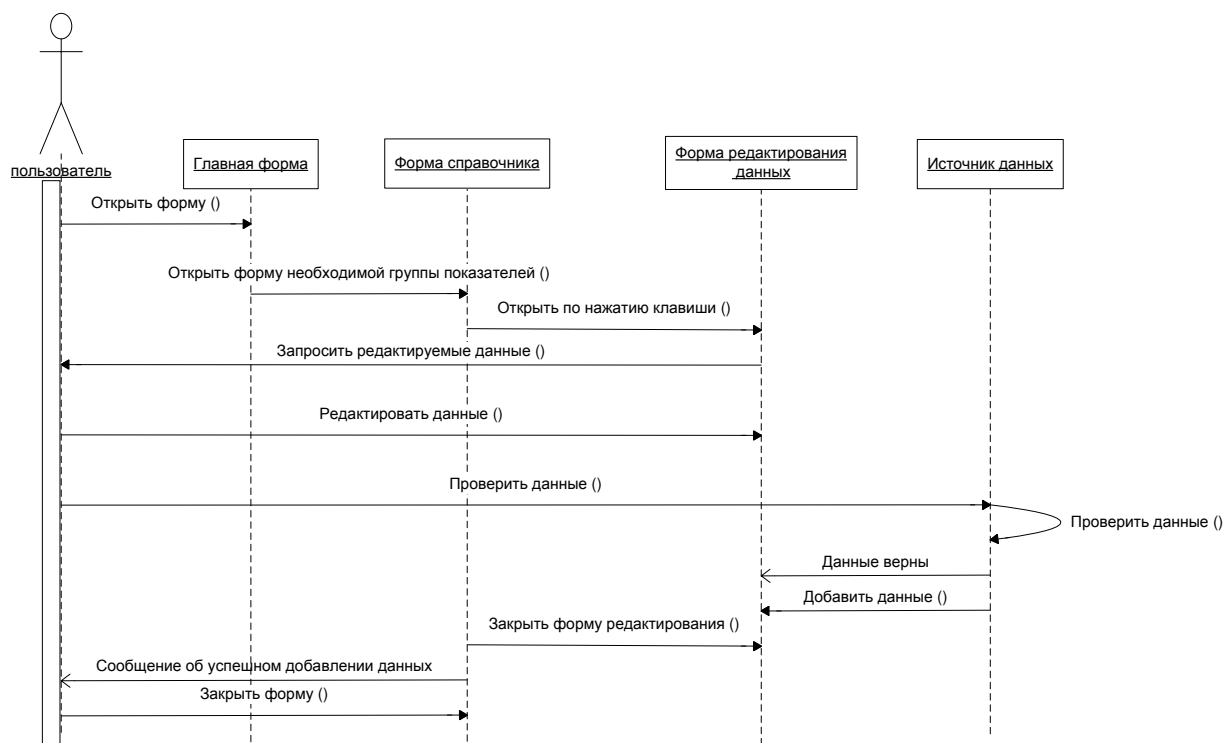 пользователь
Главная форма
Форма справочника
Форма редактирования
данных
Источник данных
Открыть форму ()
Открыть форму необходимой группы показателей ()
Открыть по нажатию клавиши ()
Запросить редактируемые данные ()
Редактировать данные ()
Проверить данные ()
Проверить данные ()
Данные верны
Добавить данные ()
Закрыть форму редактирования ()
Сообщение об успешном добавлении данных
Закрыть форму ()